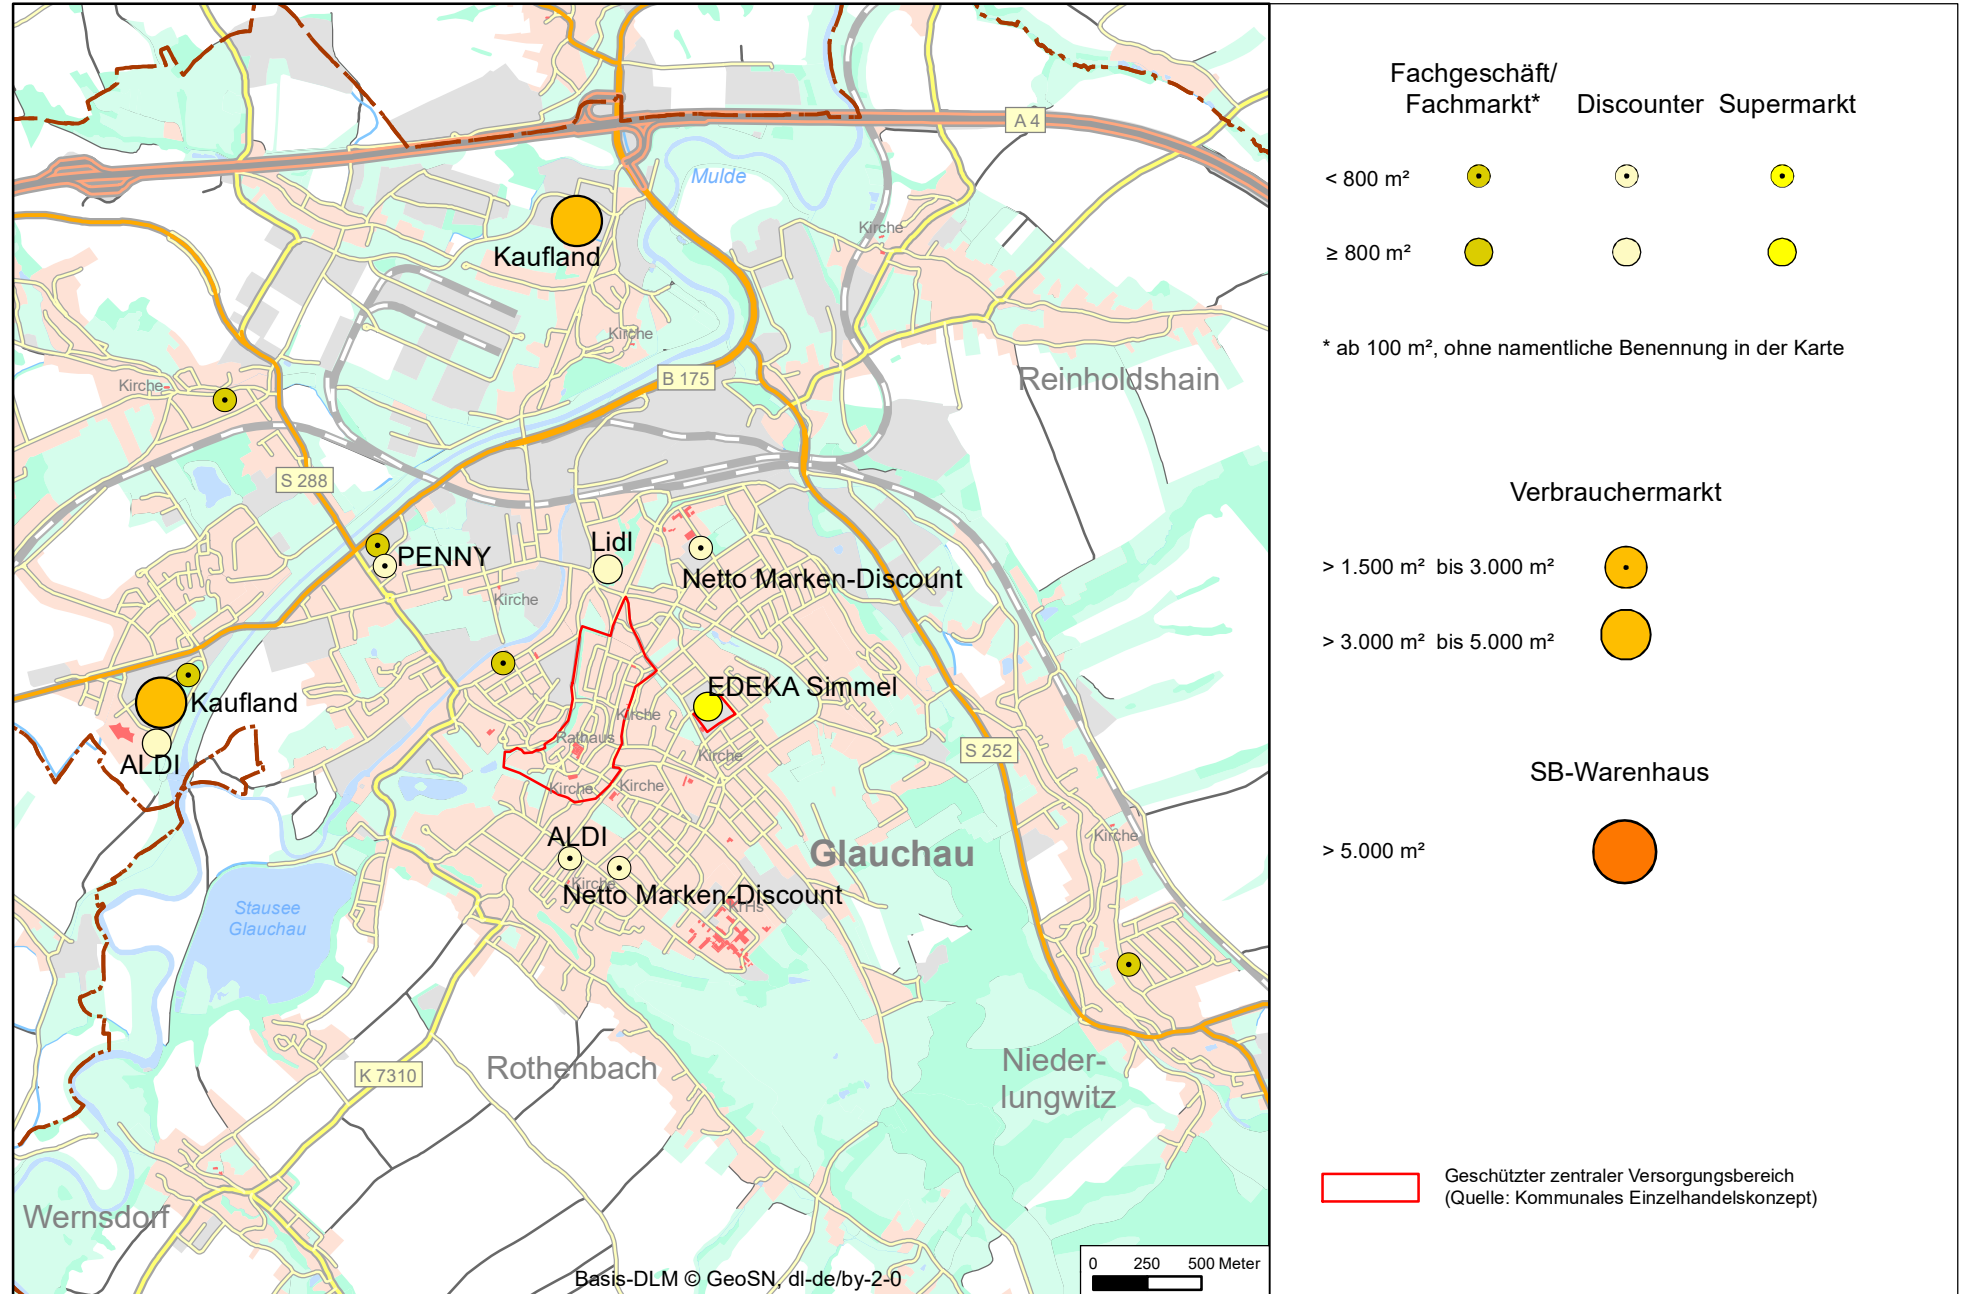 A 4
Mulde
Kirche
Kaufland
Kirche
B 175
Kirche
Reinholdshain
S 288
Lidl
PENNY
Netto Marken-Discount
Kirche
EDEKA Simmel
Kaufland
Kirche
Rathaus
Kirche
S 252
ALDI
Kirche
Kirche
ALDI
Kirche
Glauchau
Kirche
Netto Marken-Discount
KrHs
Stausee
Glauchau
Rothenbach
K 7310
Nieder-
lungwitz
Wernsdorf
Basis-DLM © GeoSN, dl-de/by-2-0
0 250 500 Meter
Fachgeschäft/
Fachmarkt* Discounter Supermarkt
< 800 m²
≥ 800 m²
* ab 100 m², ohne namentliche Benennung in der Karte
Verbrauchermarkt
> 1.500 m² bis 3.000 m²
> 3.000 m² bis 5.000 m²
SB-Warenhaus
> 5.000 m²
Geschützter zentraler Versorgungsbereich
(Quelle: Kommunales Einzelhandelskonzept)